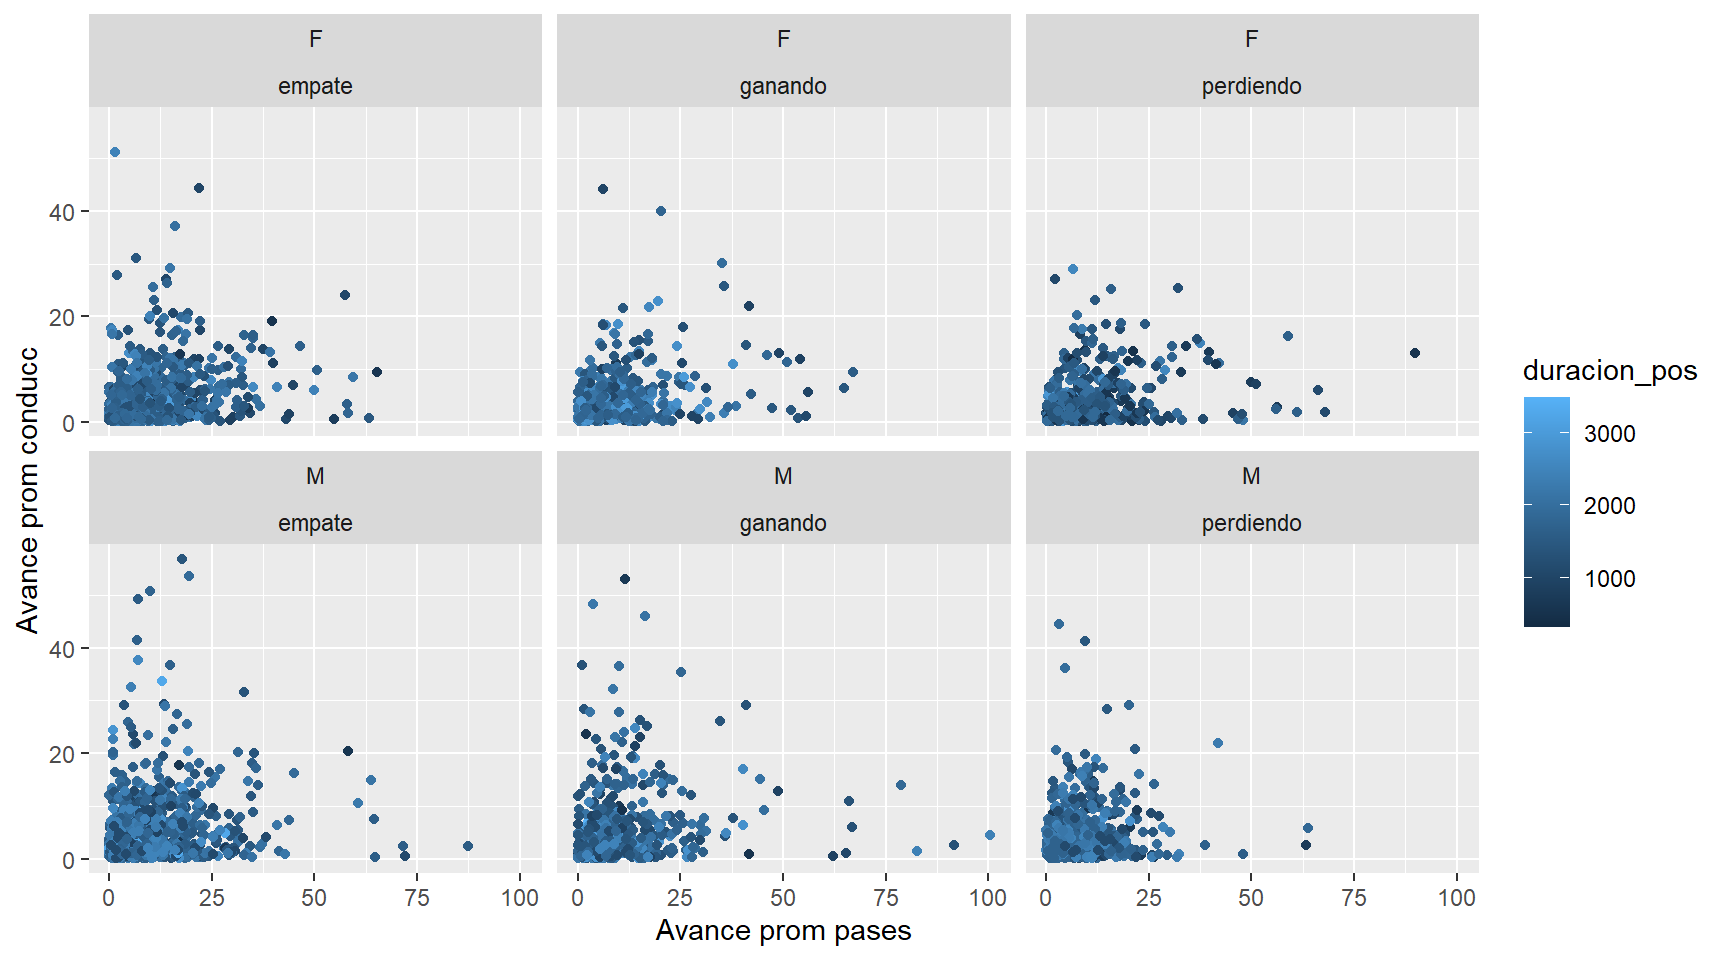 F
empate
F
ganando
F
perdiendo
40
20
0
M
empate
M
ganando
M
perdiendo
40
20
0
0 25 50 75 100
0 25 50 75 100
0 25 50 75 100
Avance prom pases
Avance prom conducc
duracion_pos
3000
2000
1000